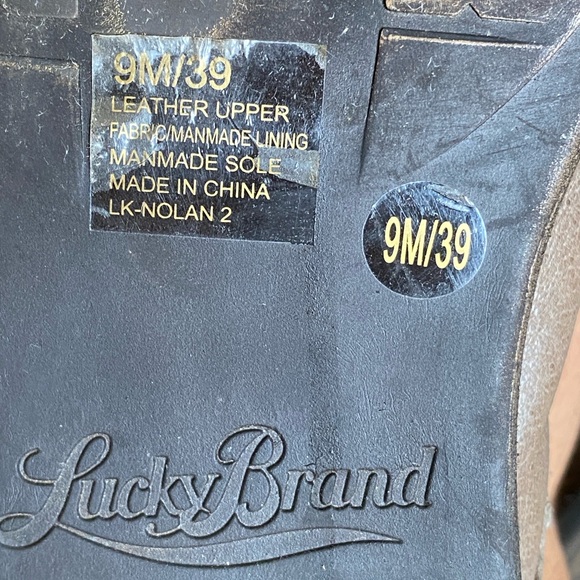 9M/39
LEATHER UPPER
FABRIC/MANMADE LINING
MANMADE SOLE
MADE IN CHINA
LK-NOLAN 2
9M/39
Lucky Brand